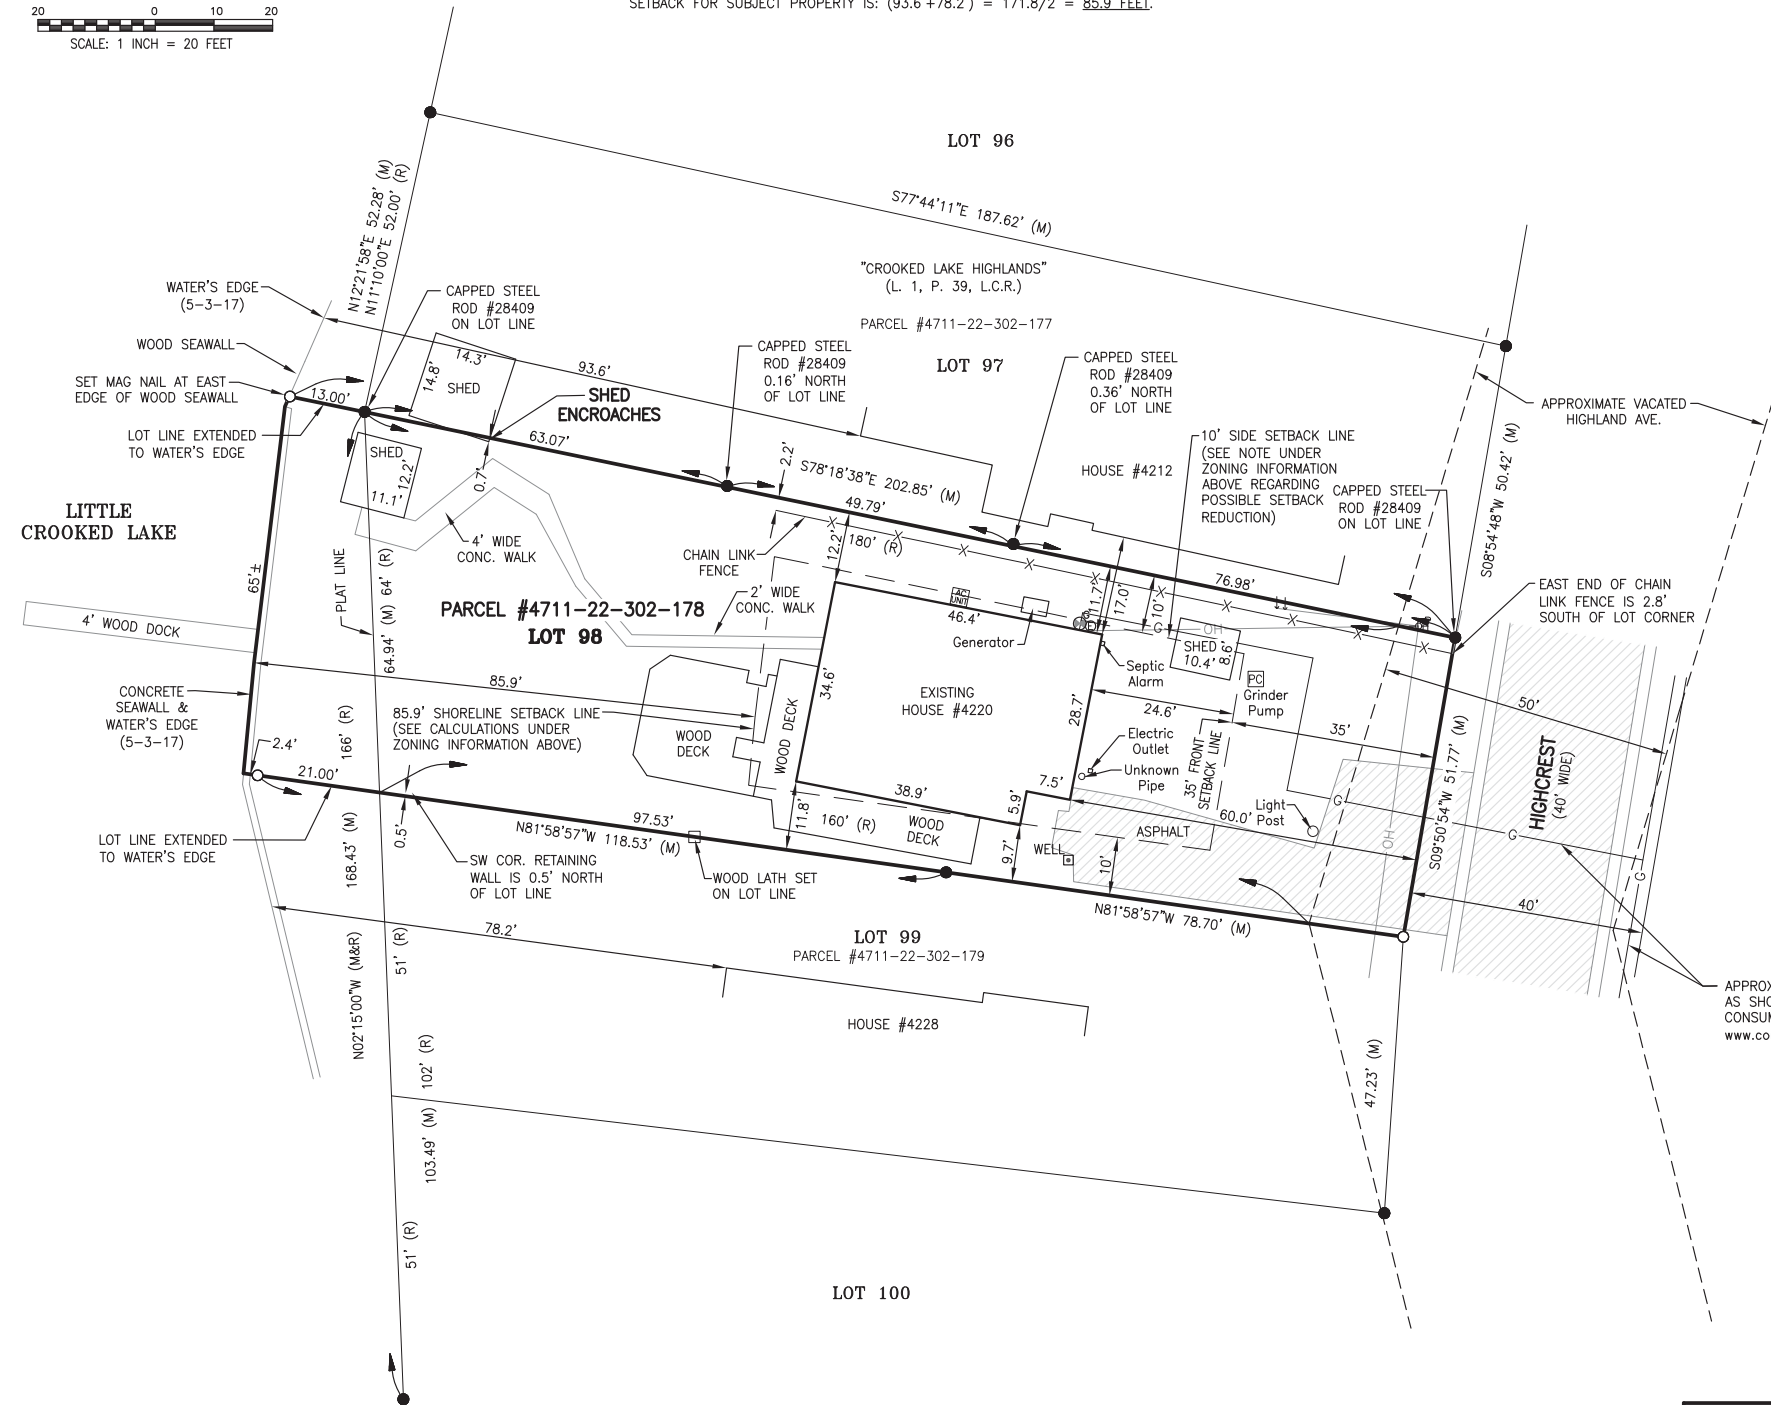 SETBACK FOR SUBJECT PROPERTY IS: (93.6'+78.2') = 171.8/2 = 85.9 FEET.
20 0 10 20
SCALE: 1 INCH = 20 FEET
LOT 96
S77°44'11"E 187.62' (M)
N12°21'58"E 52.28' (M)
N11°10'00"E 52.00' (R)
"CROOKED LAKE HIGHLANDS"
(L. 1, P. 39, L.C.R.)
PARCEL #4711-22-302-177
LOT 97
WATER'S EDGE
(5-3-17)
WOOD SEAWALL
SET MAG NAIL AT EAST
EDGE OF WOOD SEAWALL
LOT LINE EXTENDED
TO WATER'S EDGE
13.00'
CAPPED STEEL
ROD #28409
ON LOT LINE
14.3'
14.8'
SHED
93.6'
SHED
ENCROACHES
63.07'
0.7'
SHED
12.2'
11.1'
CAPPED STEEL
ROD #28409
0.16' NORTH
OF LOT LINE
CAPPED STEEL
ROD #28409
0.36' NORTH
OF LOT LINE
2.2'
S78°18'38"E 202.85' (M)
49.79'
180' (R)
HOUSE #4212
10' SIDE SETBACK LINE
(SEE NOTE UNDER
ZONING INFORMATION
ABOVE REGARDING
POSSIBLE SETBACK
REDUCTION)
CAPPED STEEL
ROD #28409
ON LOT LINE
APPROXIMATE VACATED
HIGHLAND AVE.
S08°54'48"W 50.42' (M)
LITTLE
CROOKED LAKE
65'±
4' WOOD DOCK
4' WIDE
CONC. WALK
PLAT LINE
64.94' (M) 64' (R)
CHAIN LINK
FENCE
X X X X X X X X X X
12.2'
2' WIDE
CONC. WALK
PARCEL #4711-22-302-178
LOT 98
AC
UNIT
46.4'
Generator
11.7'
17.0'
10'
G
OH
76.98'
EAST END OF CHAIN
LINK FENCE IS 2.8'
SOUTH OF LOT CORNER
SHED
10.4'
8.6'
Septic
Alarm
PC
Grinder
Pump
EXISTING
HOUSE #4220
34.6'
28.7'
24.6'
35'
50'
CONCRETE
SEAWALL &
WATER'S EDGE
(5-3-17)
85.9'
85.9' SHORELINE SETBACK LINE
(SEE CALCULATIONS UNDER
ZONING INFORMATION ABOVE)
WOOD
DECK
WOOD DECK
Electric
Outlet
Unknown
Pipe
35' FRONT
SETBACK LINE
S09°50'54"W 51.77' (M)
HIGHCREST
(40' WIDE)
2.4'
21.00'
166' (R)
168.43' (M)
0.5'
LOT LINE EXTENDED
TO WATER'S EDGE
SW COR. RETAINING
WALL IS 0.5' NORTH
OF LOT LINE
97.53'
N81°58'57"W 118.53' (M)
WOOD LATH SET
ON LOT LINE
11.8'
38.9'
160' (R)
WOOD
DECK
5.9'
7.5'
9.7'
WELL
10'
ASPHALT
60.0'
Light
Post
G
G
G
OH
40'
N81°58'57"W 78.70' (M)
78.2'
LOT 99
PARCEL #4711-22-302-179
HOUSE #4228
N02°15'00"W (M&R)
51' (R)
102' (R)
103.49' (M)
51' (R)
47.23' (M)
AS SHO
www.co
LOT 100